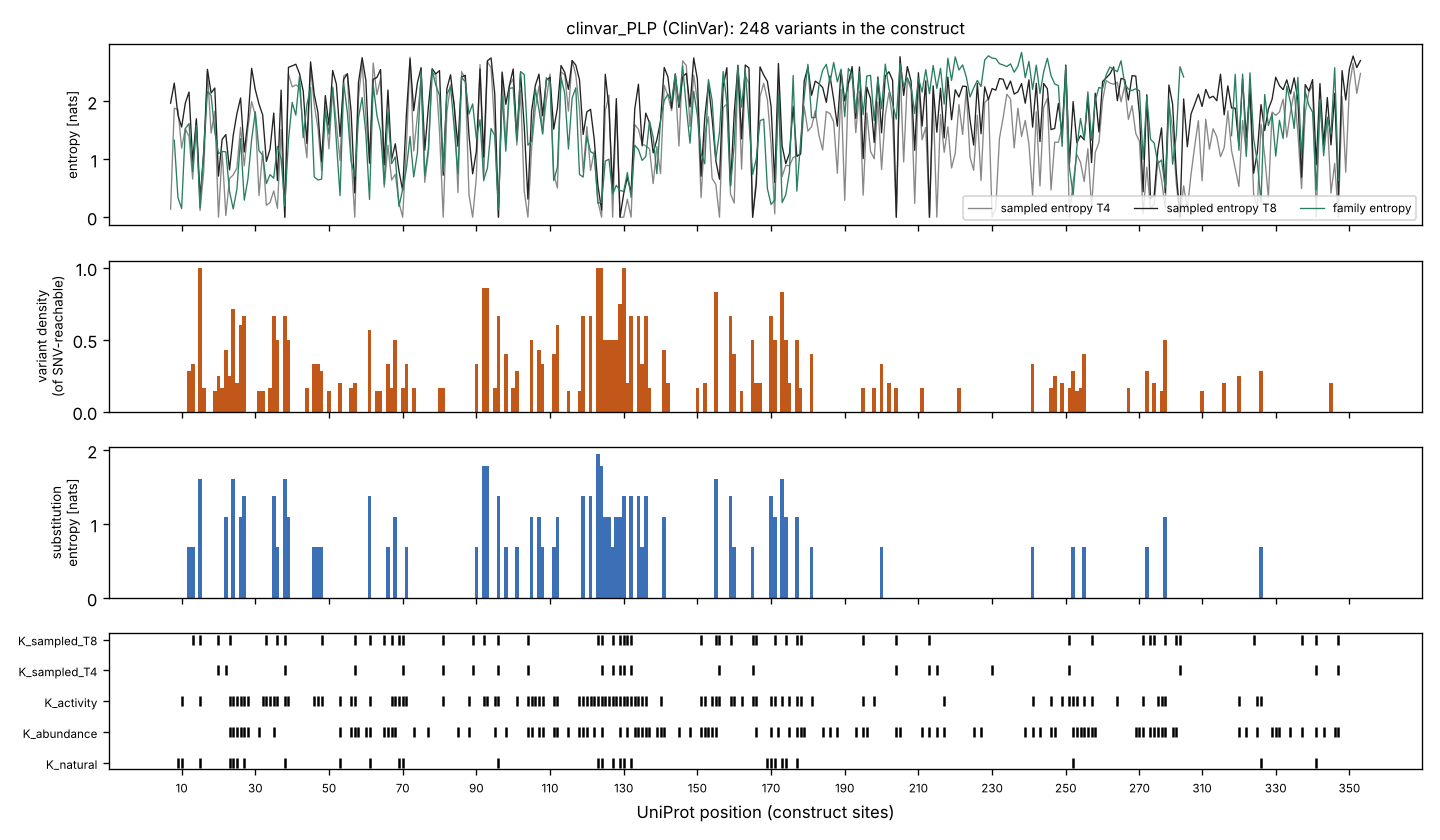 clinvar_PLP (ClinVar): 248 variants in the construct
entropy [nats]
2
1
0
sampled entropy T4
sampled entropy T8
family entropy
variant density
(of SNV-reachable)
1.0
0.5
0.0
substitution
entropy [nats]
2
1
0
K_sampled_T8
K_sampled_T4
K_activity
K_abundance
K_natural
10 30 50 70 90 110 130 150 170 190 210 230 250 270 310 330 350
UniProt position (construct sites)